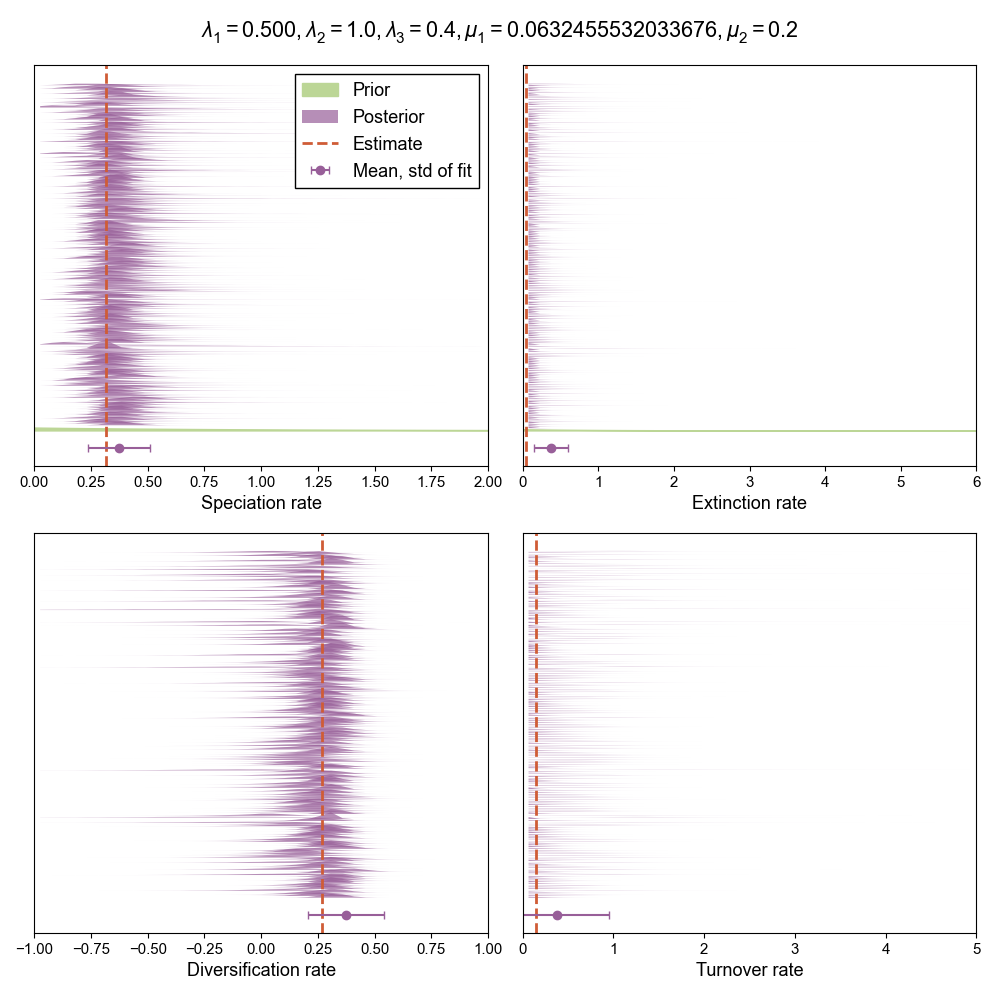 λ₁ = 0.500, λ₂ = 1.0, λ₃ = 0.4, μ₁ = 0.0632455532033676, μ₂ = 0.2
Prior
Posterior
Estimate
Mean, std of fit
0.00 0.25 0.50 0.75 1.00 1.25 1.50 1.75 2.00
Speciation rate
0 1 2 3 4 5 6
Extinction rate
−1.00 −0.75 −0.50 −0.25 0.00 0.25 0.50 0.75 1.00
Diversification rate
0 1 2 3 4 5
Turnover rate